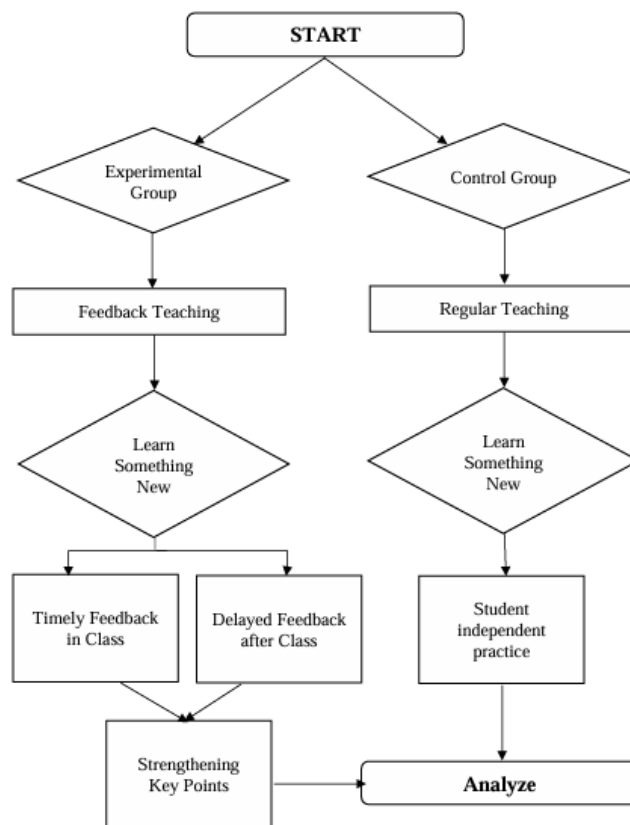 START
Experimental
Group
Control Group
Feedback Teaching
Regular Teaching
Learn
Something
New
Learn
Something
New
Timely Feedback
in Class
Delayed Feedback
after Class
Student
independent
practice
Strengthening
Key Points
Analyze